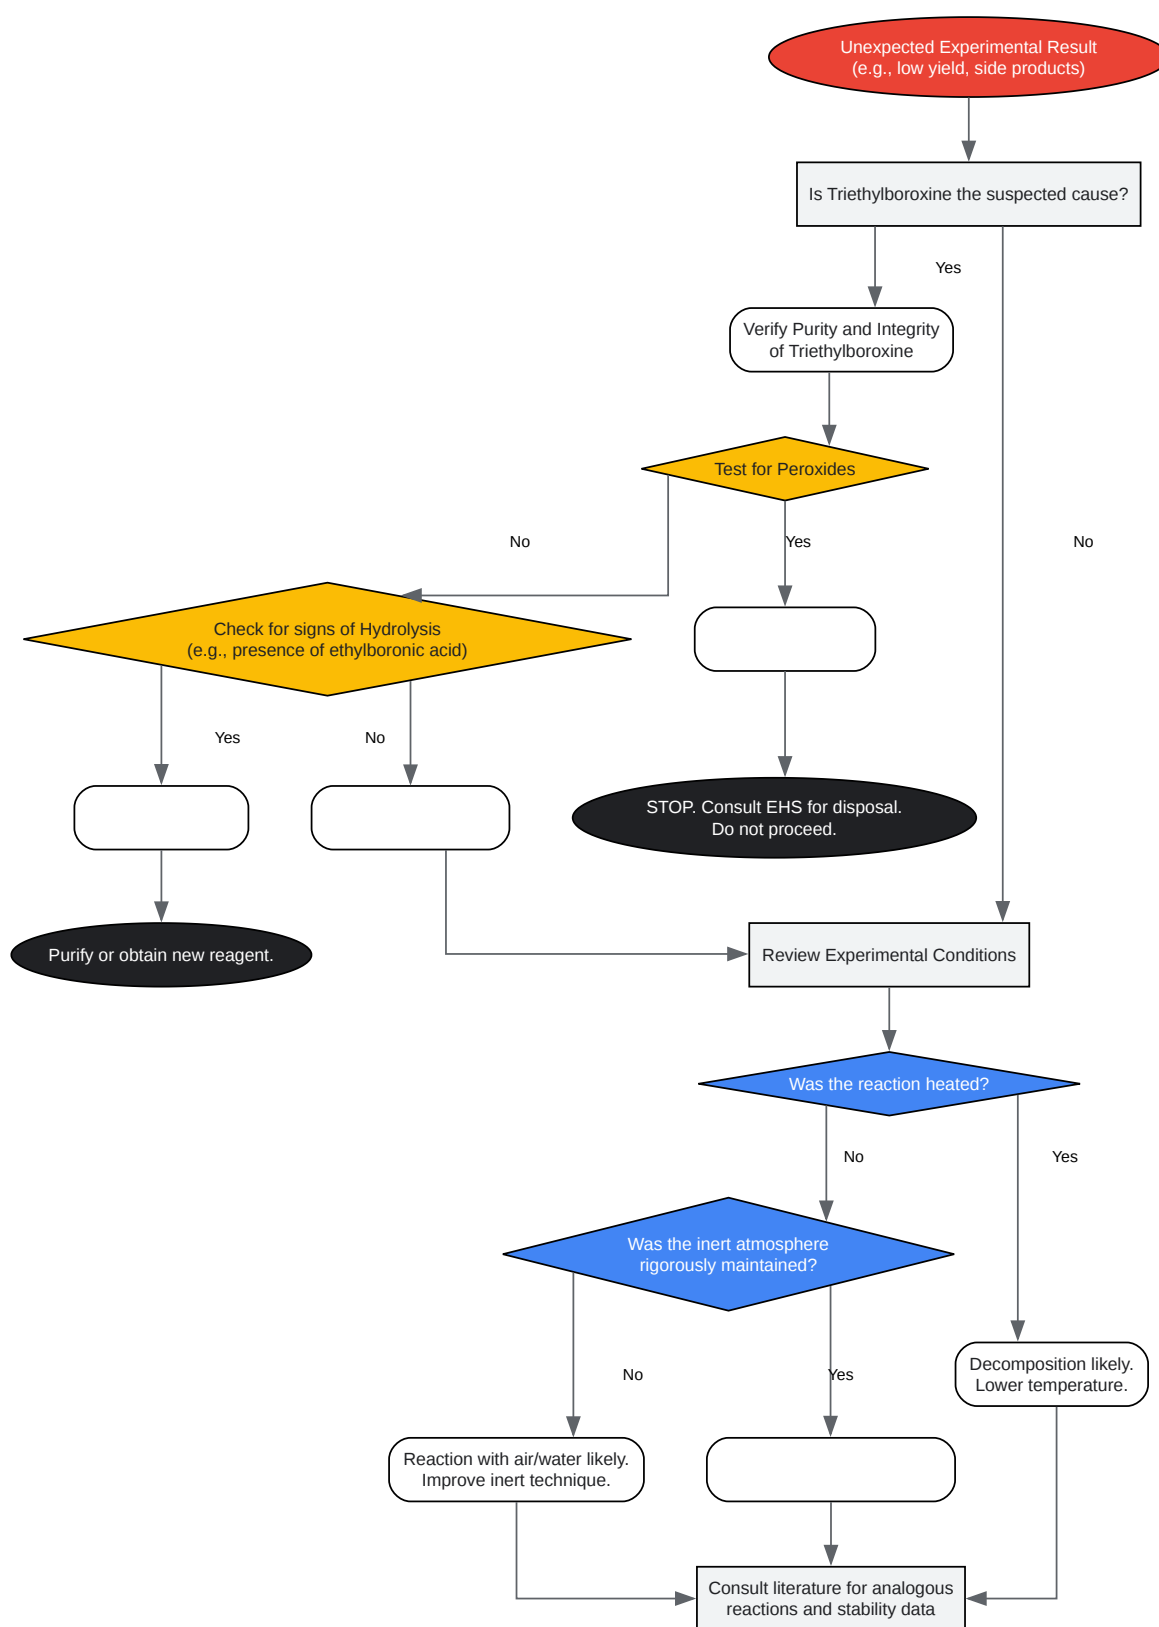 Unexpected Experimental Result
(e.g., low yield, side products)
Is Triethylboroxine the suspected cause?
Yes
Verify Purity and Integrity
of Triethylboroxine
Test for Peroxides
No
Yes
No
Check for signs of Hydrolysis
(e.g., presence of ethylboronic acid)
Yes
No
STOP. Consult EHS for disposal.
Do not proceed.
Purify or obtain new reagent.
Review Experimental Conditions
Was the reaction heated?
No
Yes
Was the inert atmosphere
rigorously maintained?
No
Yes
Decomposition likely.
Lower temperature.
Reaction with air/water likely.
Improve inert technique.
Consult literature for analogous
reactions and stability data